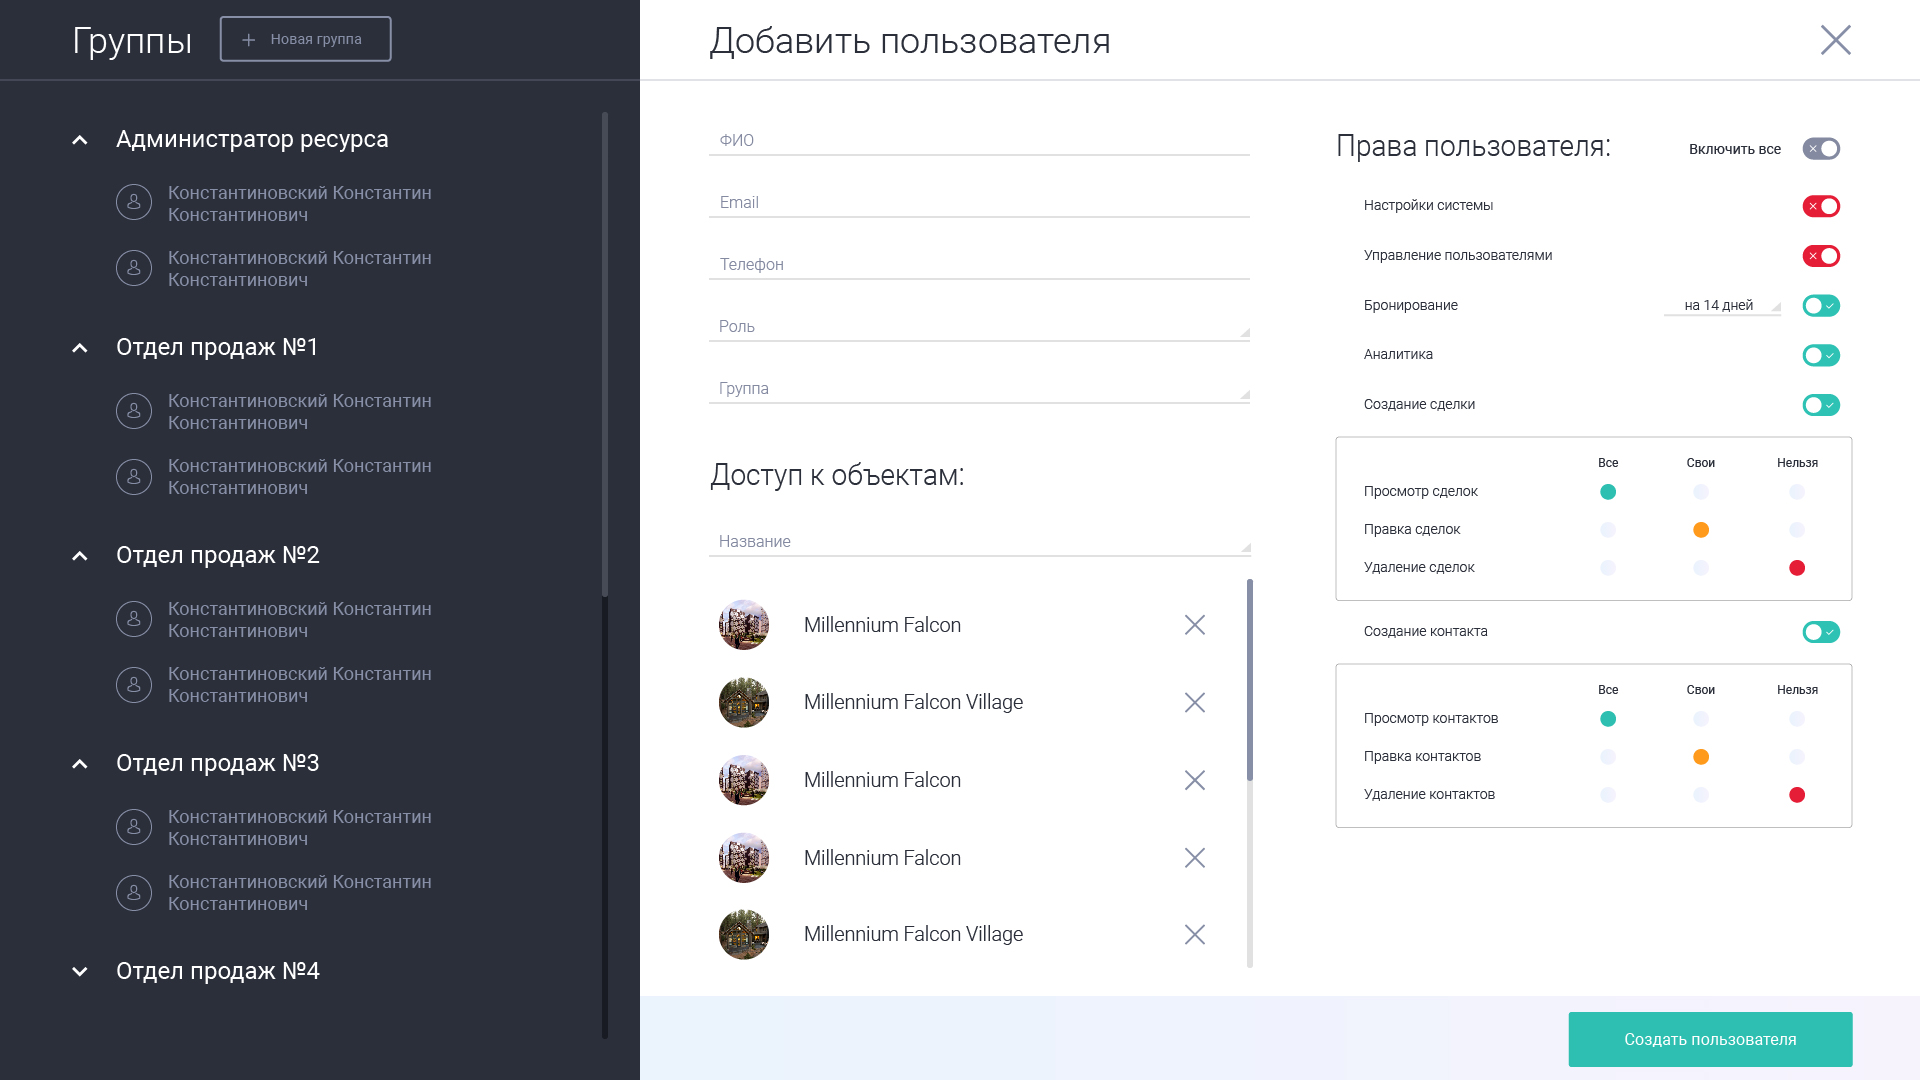 Группы
Новая группа
Администратор ресурса
Константиновский Константин
Константинович
Константиновский Константин
Константинович
Отдел продаж №1
Константиновский Константин
Константинович
Константиновский Константин
Константинович
Отдел продаж №2
Константиновский Константин
Константинович
Константиновский Константин
Константинович
Отдел продаж №3
Константиновский Константин
Константинович
Константиновский Константин
Константинович
Отдел продаж №4
Добавить пользователя
ФИО
Email
Телефон
Роль
Группа
Доступ к объектам:
Название
Millennium Falcon
Millennium Falcon Village
Millennium Falcon
Millennium Falcon
Millennium Falcon Village
Права пользователя:
Включить все
Настройки системы
Управление пользователями
Бронирование на 14 дней
Аналитика
Создание сделки
Все Свои Нельзя
Просмотр сделок
Правка сделок
Удаление сделок
Создание контакта
Все Свои Нельзя
Просмотр контактов
Правка контактов
Удаление контактов
Создать пользователя